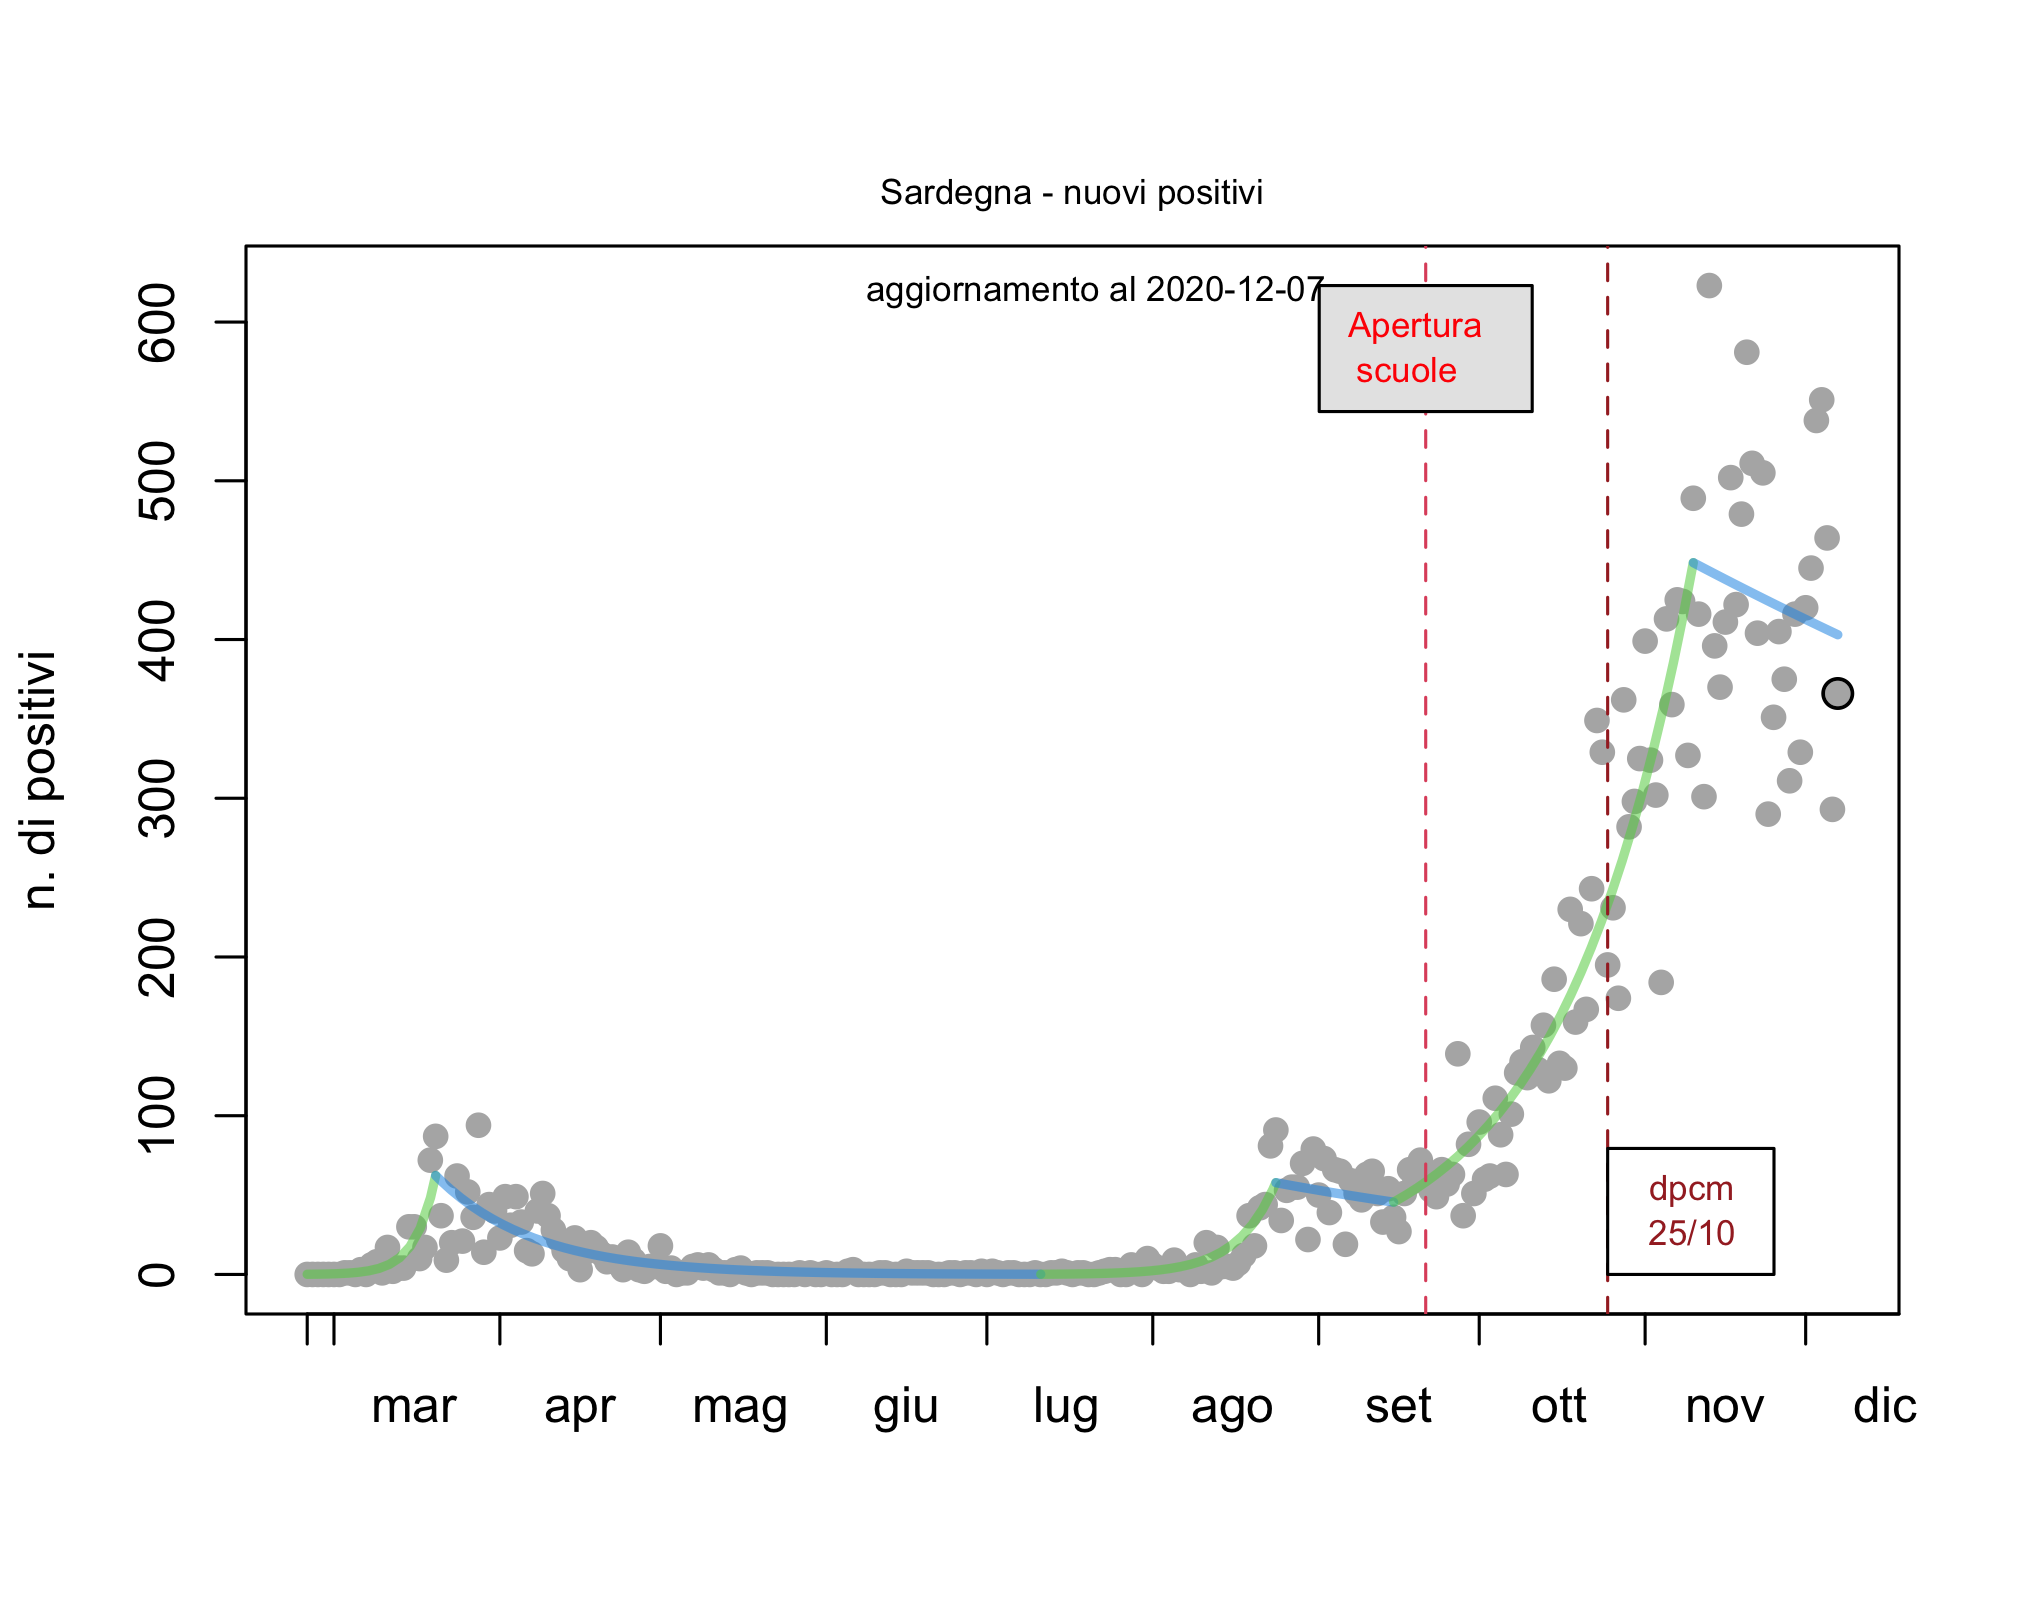 Sardegna - nuovi positivi
aggiornamento al 2020-12-07
Apertura
scuole
n. di positivi
600
500
400
300
200
100
0
dpcm
25/10
mar apr mag giu lug ago set ott nov dic